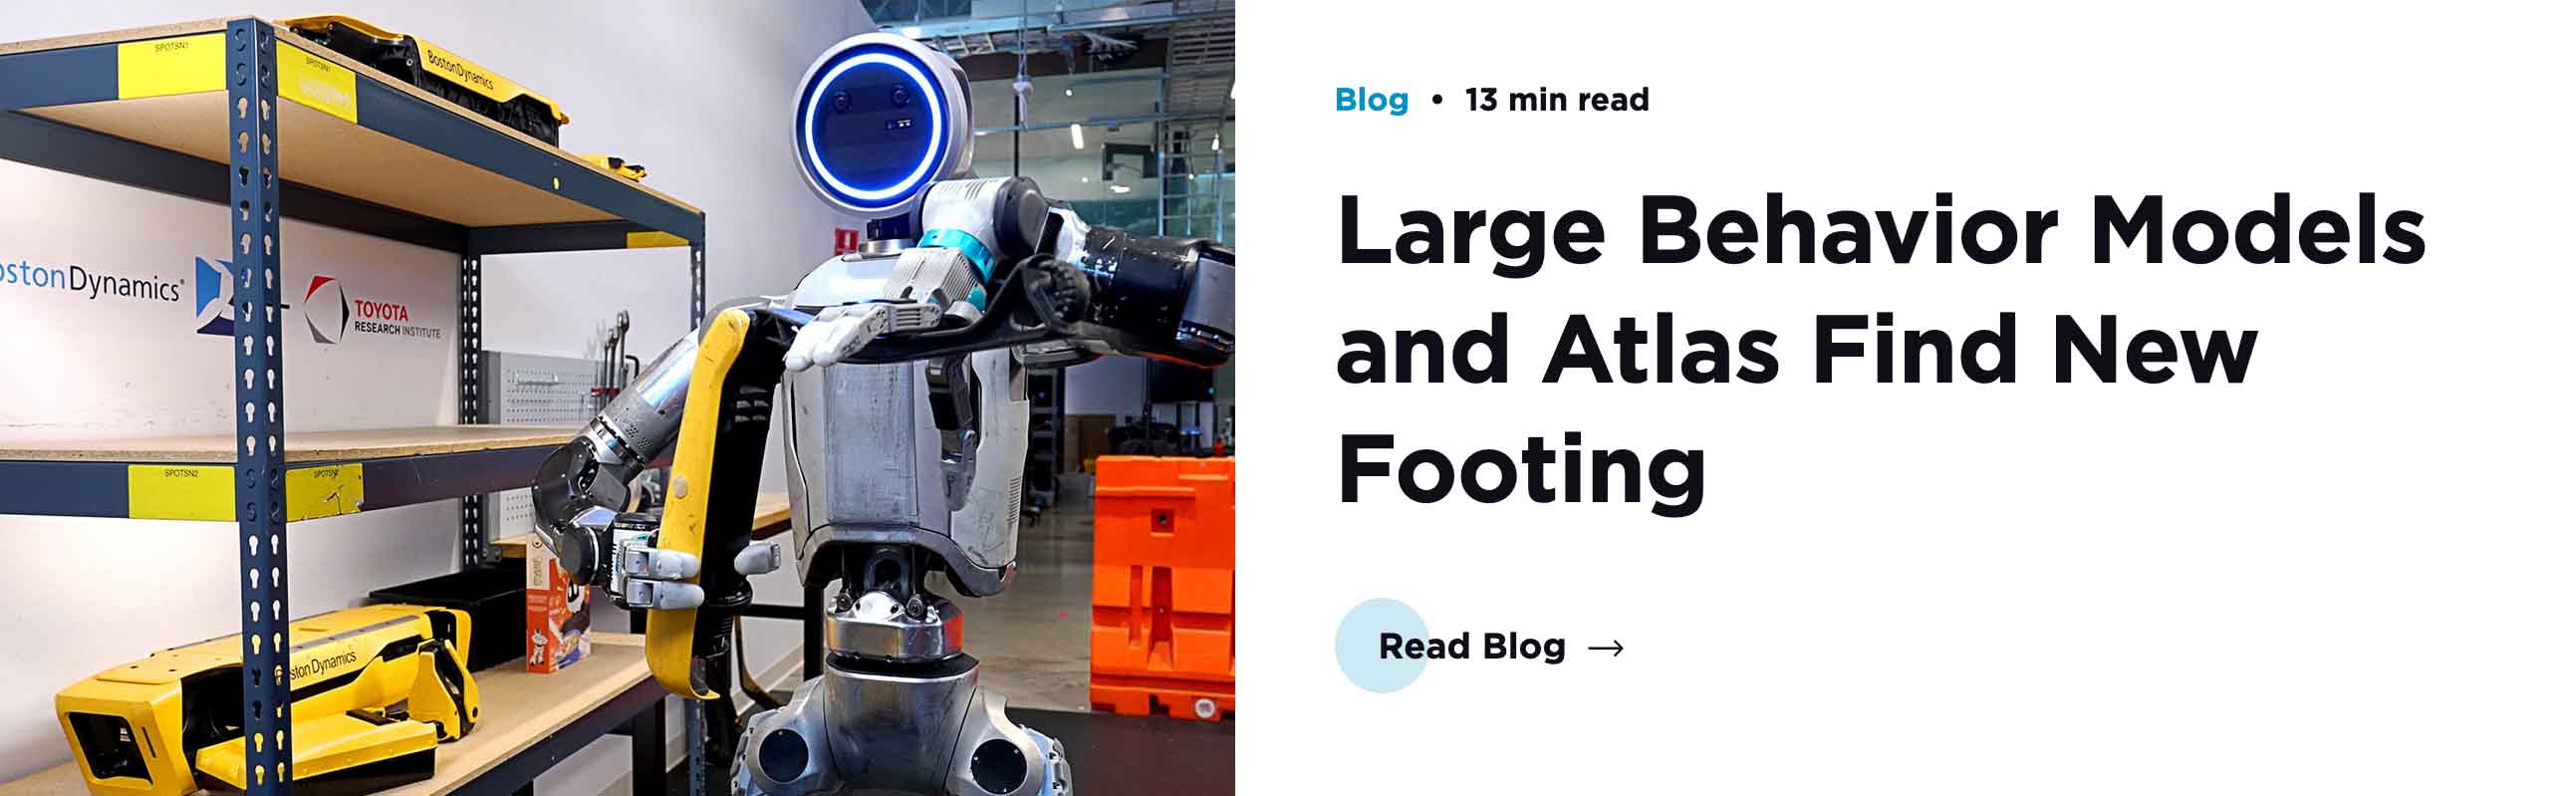 SPOTSN1
SPOTSN1
BostonDynamics
ostonDynamics
TOYOTA
RESEARCH INSTITUTE
SPOTSN2
SPOTSN2
ston Dynamics
Blog • 13 min read
Large Behavior Models
and Atlas Find New
Footing
Read Blog →